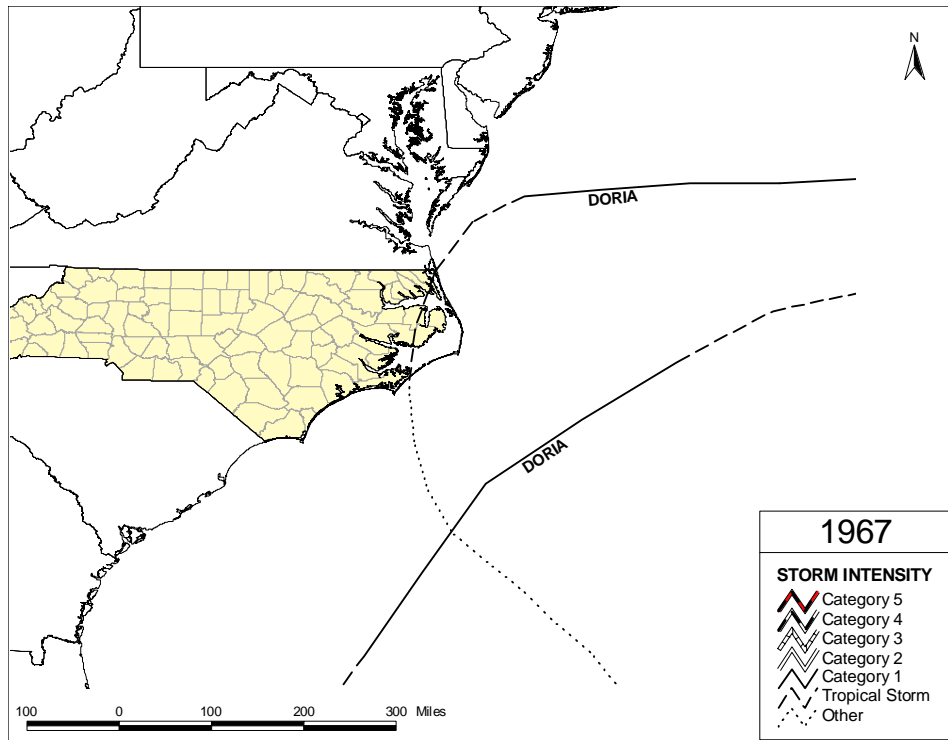 N
DORIA
DORIA
1967
STORM INTENSITY
Category 5
Category 4
Category 3
Category 2
Category 1
Tropical Storm
Other
100 0 100 200 300 Miles